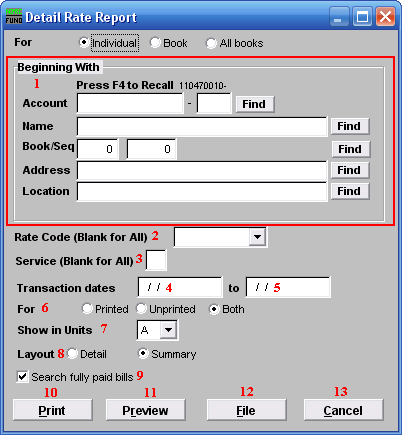 Detail Rate Report
For Individual Book All books
Beginning With
1 Press F4 to Recall 110470010-
Account - Find
Name Find
Book/Seq 0 0 Find
Address Find
Location Find
Rate Code (Blank for All) 2
Service (Blank for All) 3
Transaction dates / / 4 to / / 5
For 6 Printed Unprinted Both
Show in Units 7 A
Layout 8 Detail Summary
Search fully paid bills 9
10 11 12 13
Print Preview File Cancel